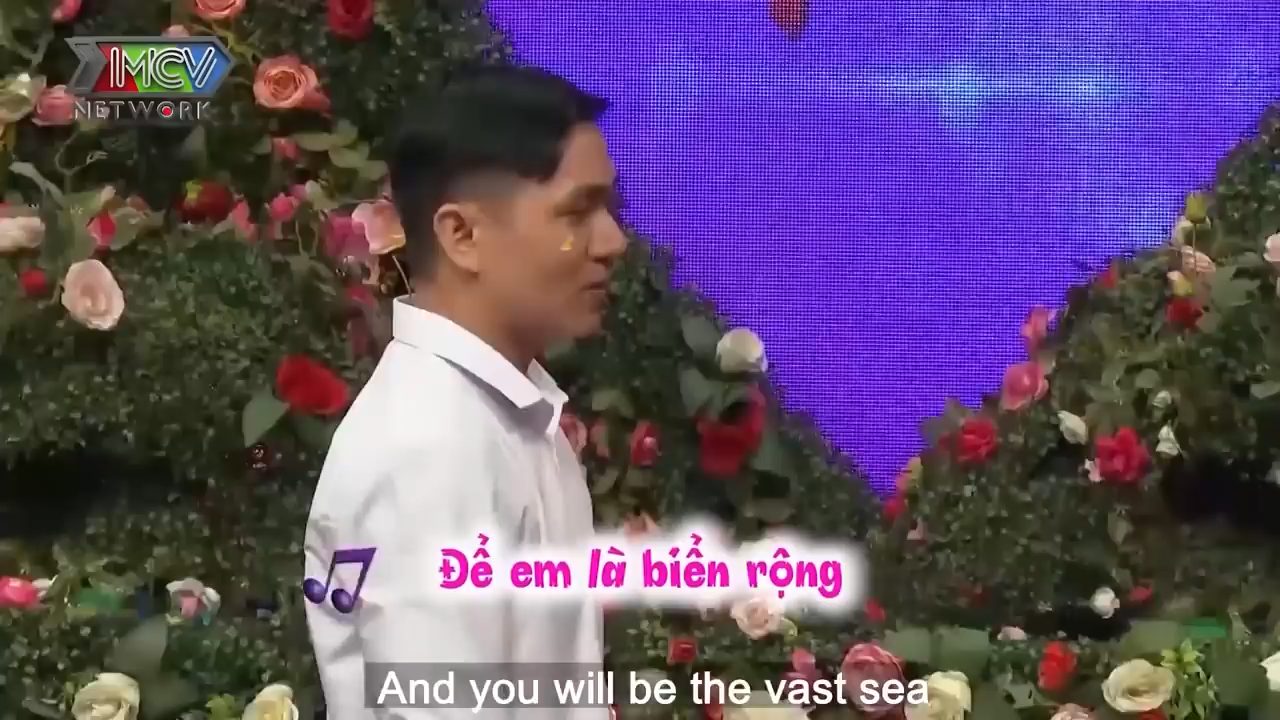 MCV
NETWORK
Để em là biển rộng
And you will be the vast sea